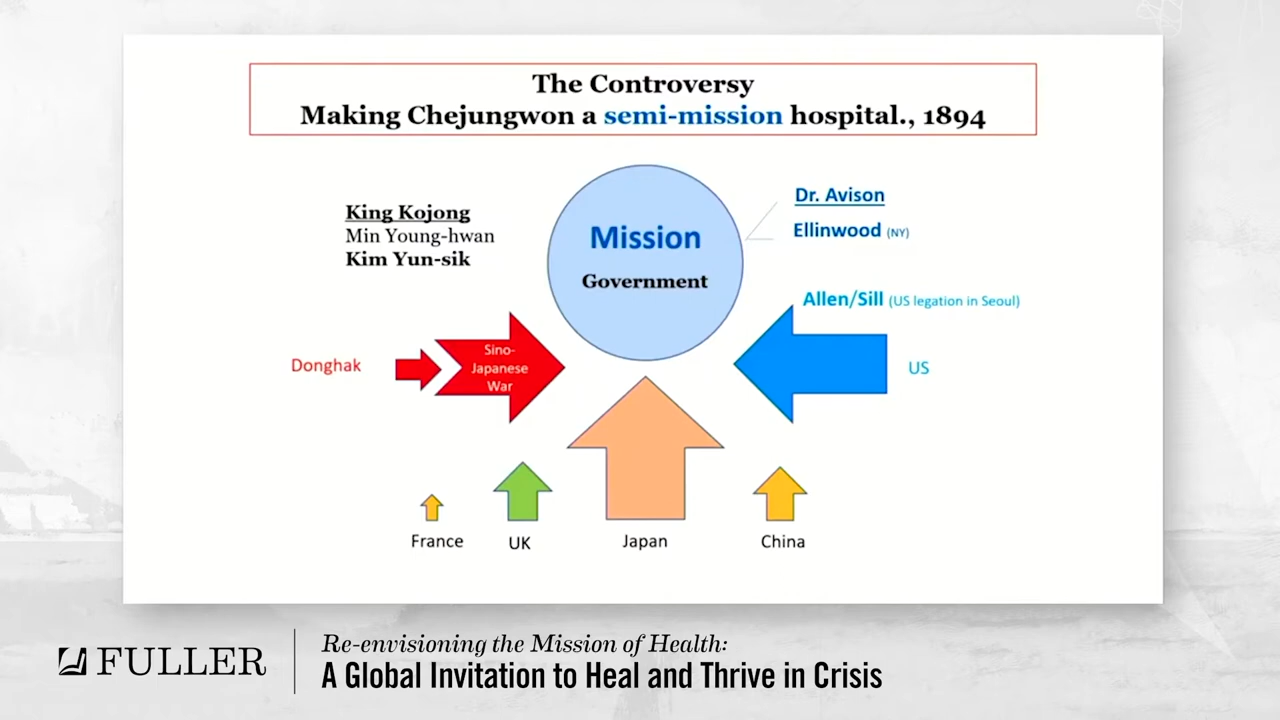 The Controversy
Making Chejungwon a semi-mission hospital., 1894
King Kojong
Min Young-hwan
Kim Yun-sik
Mission
Government
Dr. Avison
Ellinwood (NY)
Allen/Sill (US legation in Seoul)
Donghak
Sino-
Japanese
War
US
France
UK
Japan
China
FULLER
Re-envisioning the Mission of Health:
A Global Invitation to Heal and Thrive in Crisis